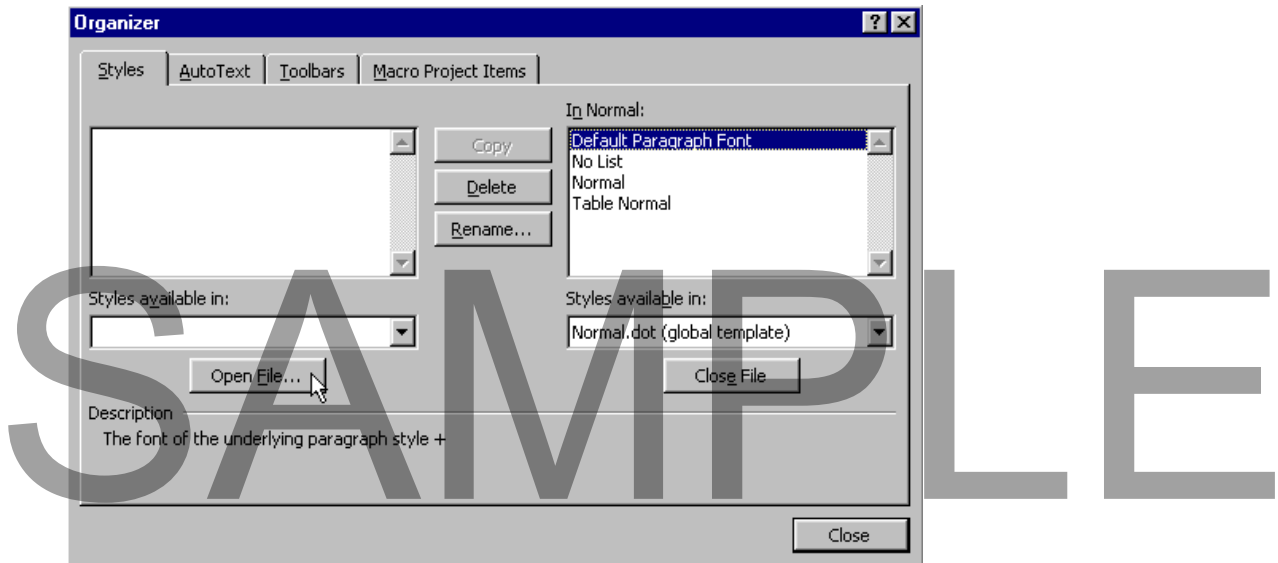 Organizer
Styles AutoText Toolbars Macro Project Items
In Normal:
Copy
Delete
Rename...
Default Paragraph Font
No List
Normal
Table Normal
Styles available in:
Open File...
Styles available in:
Normal.dot (global template)
Close File
Description
The font of the underlying paragraph style +
Close
SAMPLE